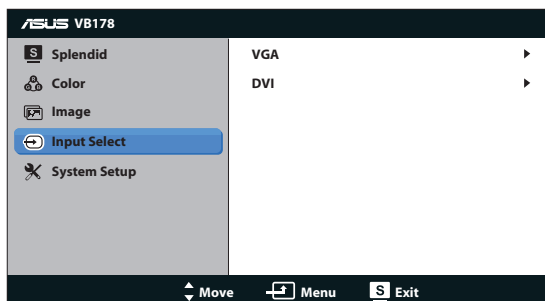 ASUS VB178
S Splendid
Color
Image
Input Select
System Setup
VGA
DVI
Move Menu S Exit